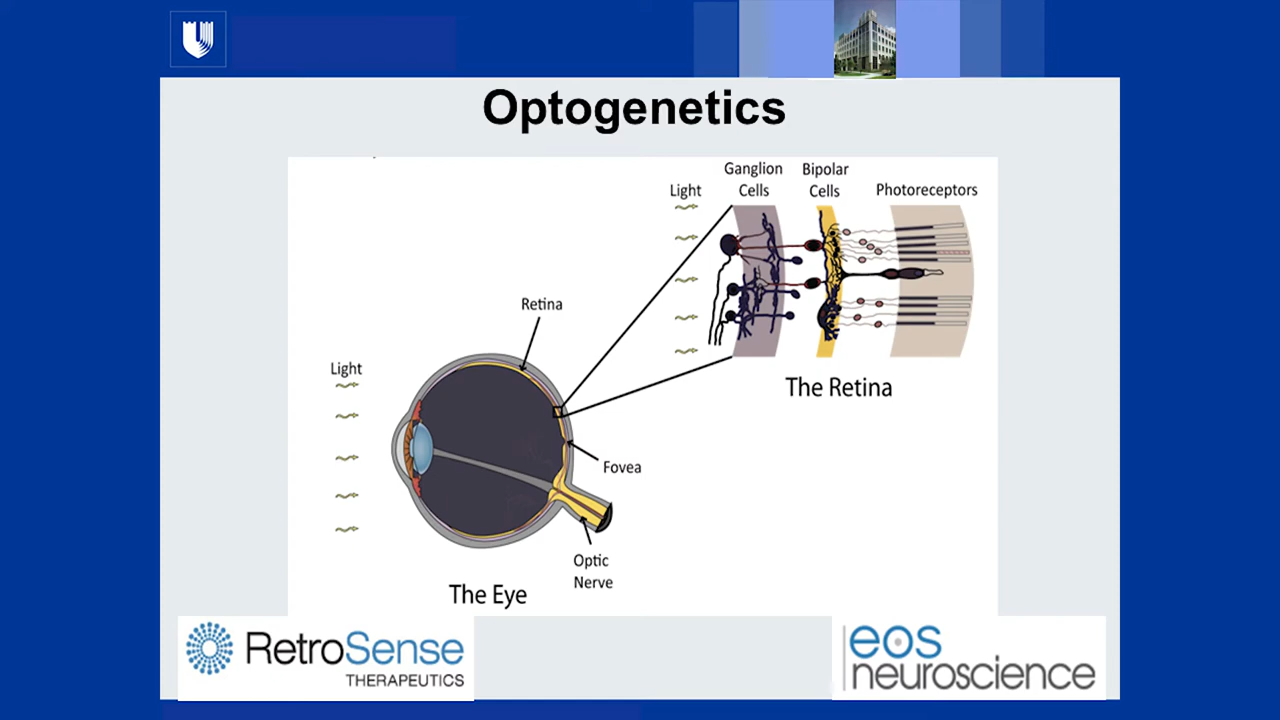 Optogenetics
Ganglion Cells
Bipolar Cells
Light
Photoreceptors
The Retina
Retina
Light
Fovea
Optic Nerve
The Eye
RetroSense
THERAPEUTICS
eos
neuroscience